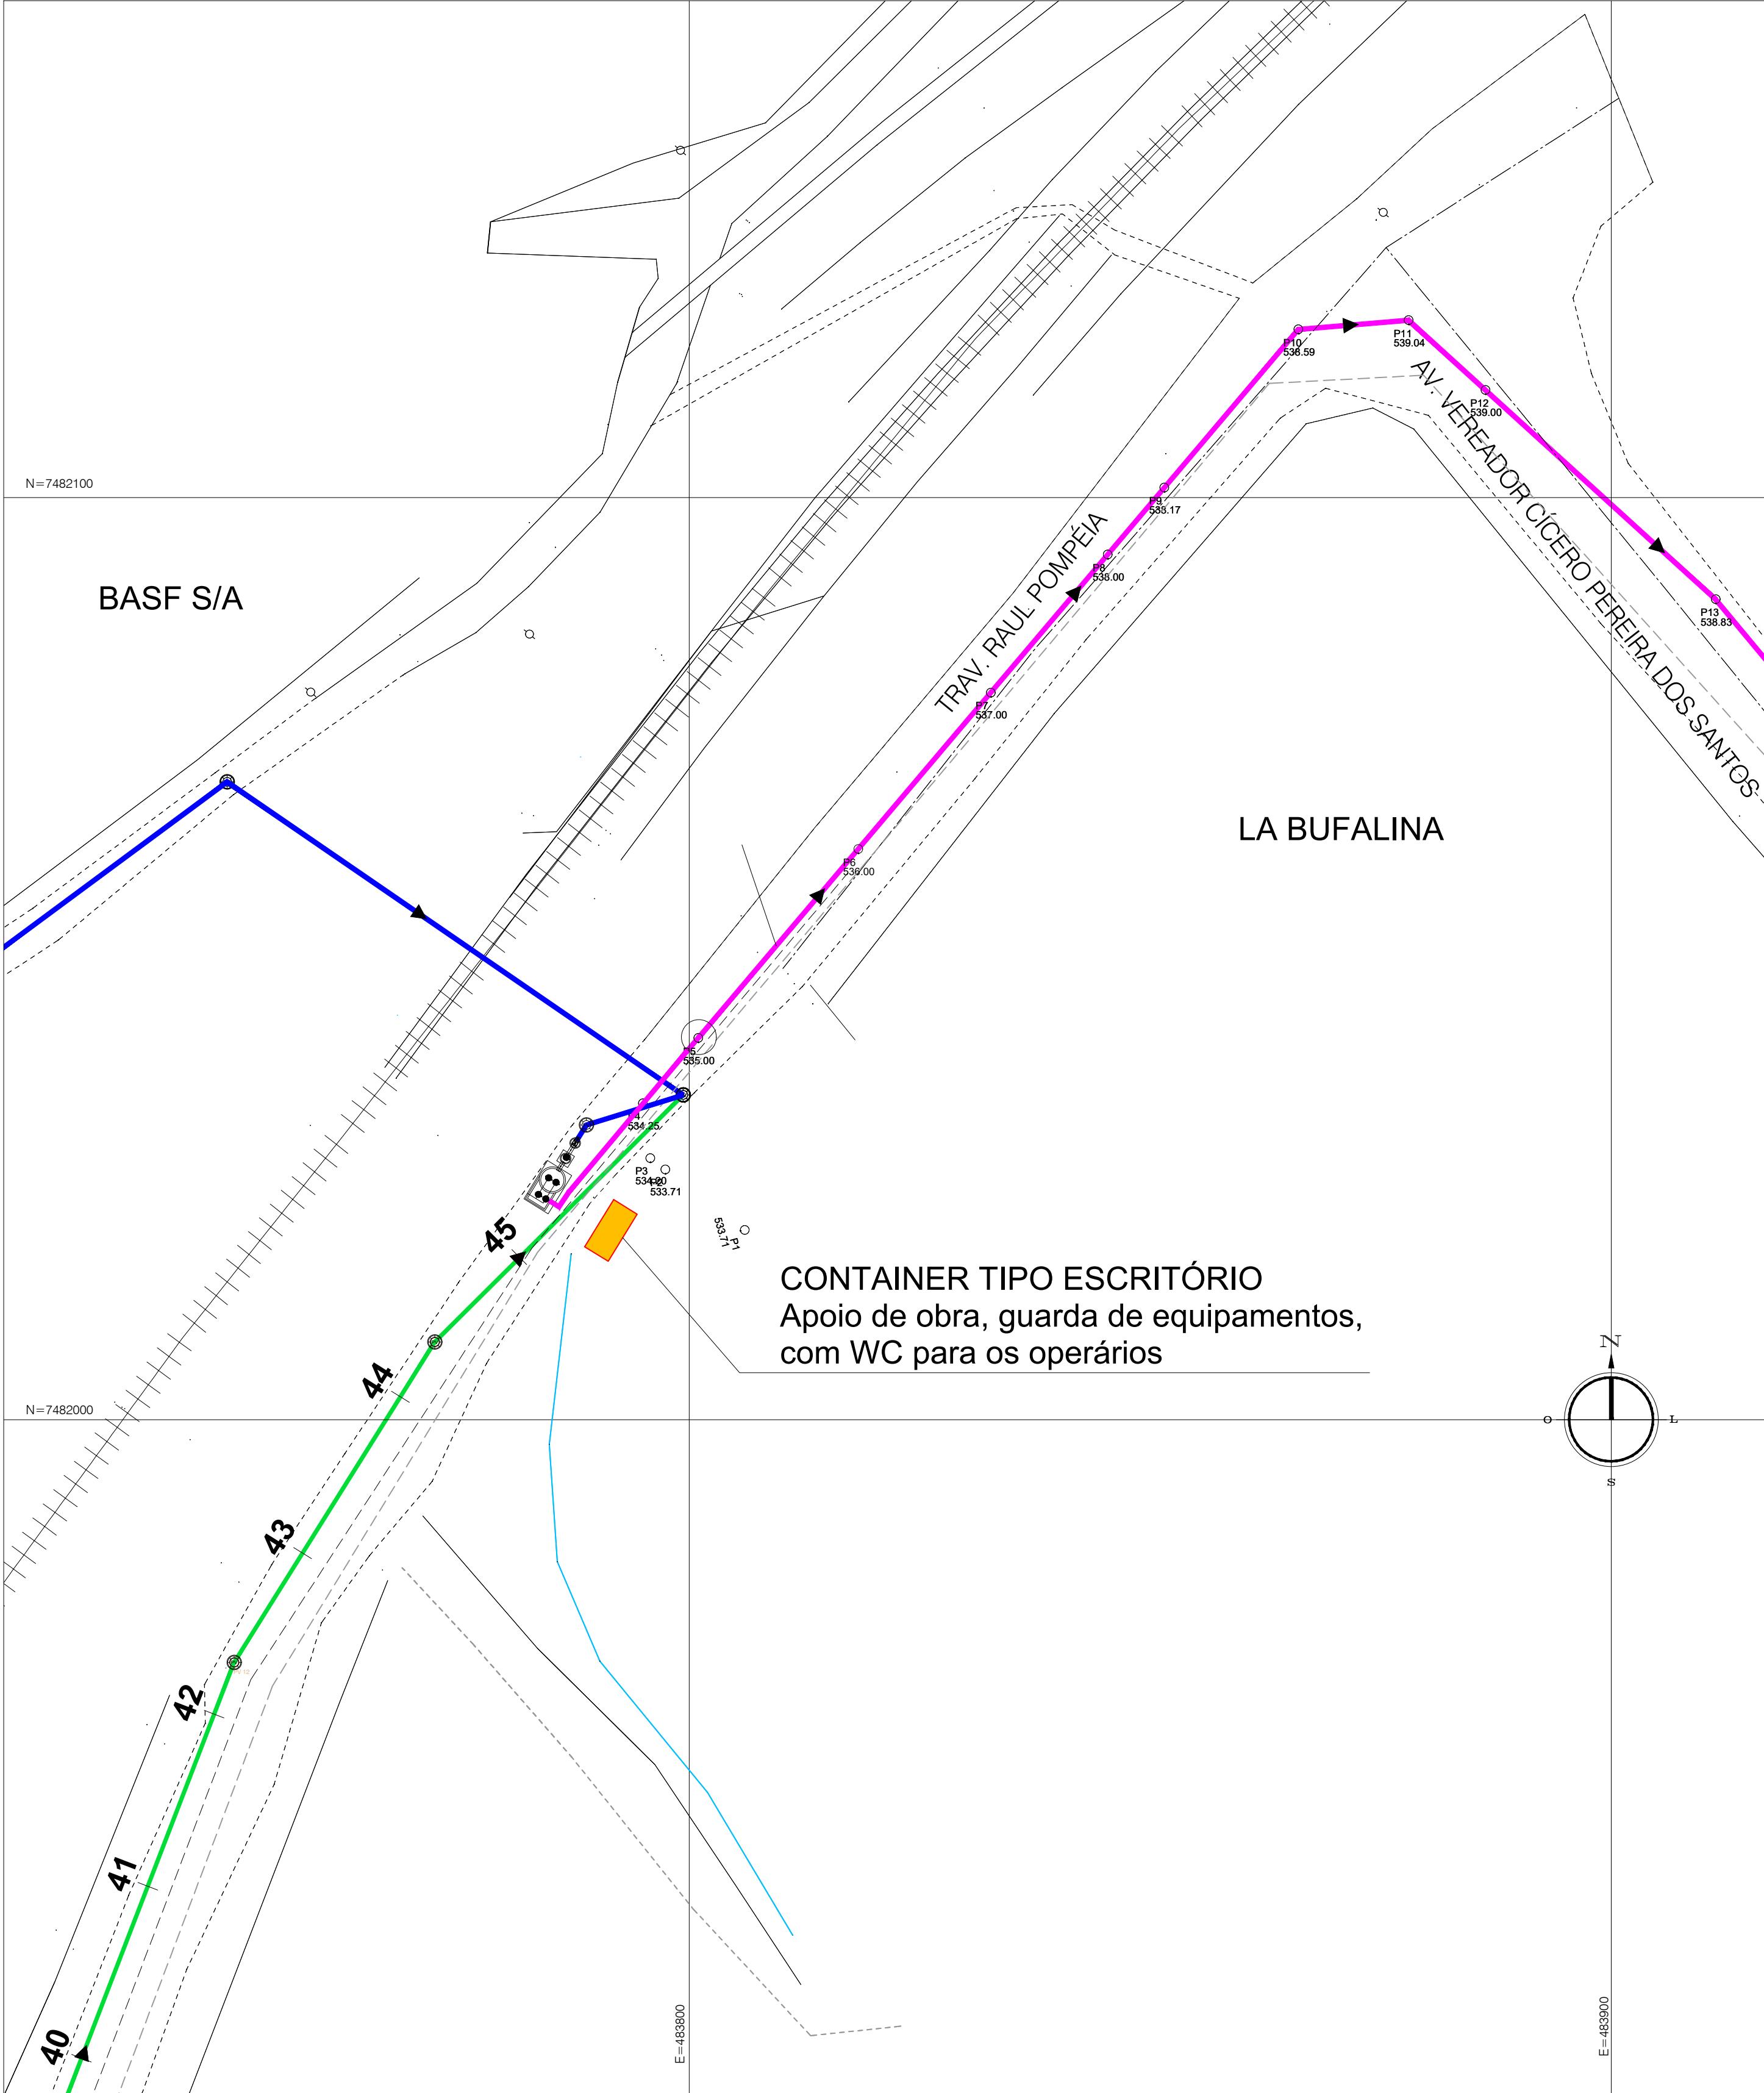 P10
538.59
P11
539.04
P12
539.00
AV. VEREADOR CÍCERO PEREIRA DOS SANTOS
N=7482100
P9
533.17
TRAV. RAUL POMPÉIA
P8
538.00
BASF S/A
P13
538.83
P7
537.00
LA BUFALINA
P6
536.00
P5
535.00
534.25
P3
534.20
P2
533.71
P1
533.71
45
CONTAINER TIPO ESCRITÓRIO
Apoio de obra, guarda de equipamentos,
com WC para os operários
N
44
N=7482000
O
L
S
43
42
41
40
E=483800
E=483900